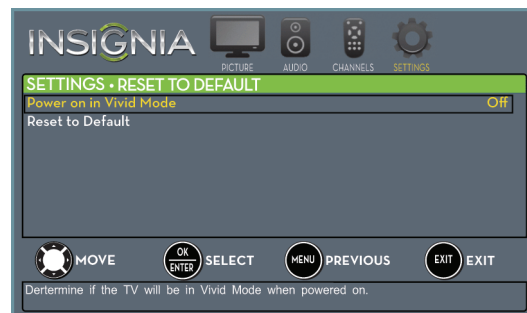 INSIGNIA
PICTURE AUDIO CHANNELS SETTINGS
SETTINGS • RESET TO DEFAULT
Power on in Vivid Mode Off
Reset to Default
MOVE OK ENTER SELECT MENU PREVIOUS EXIT EXIT
Dertermine if the TV will be in Vivid Mode when powered on.